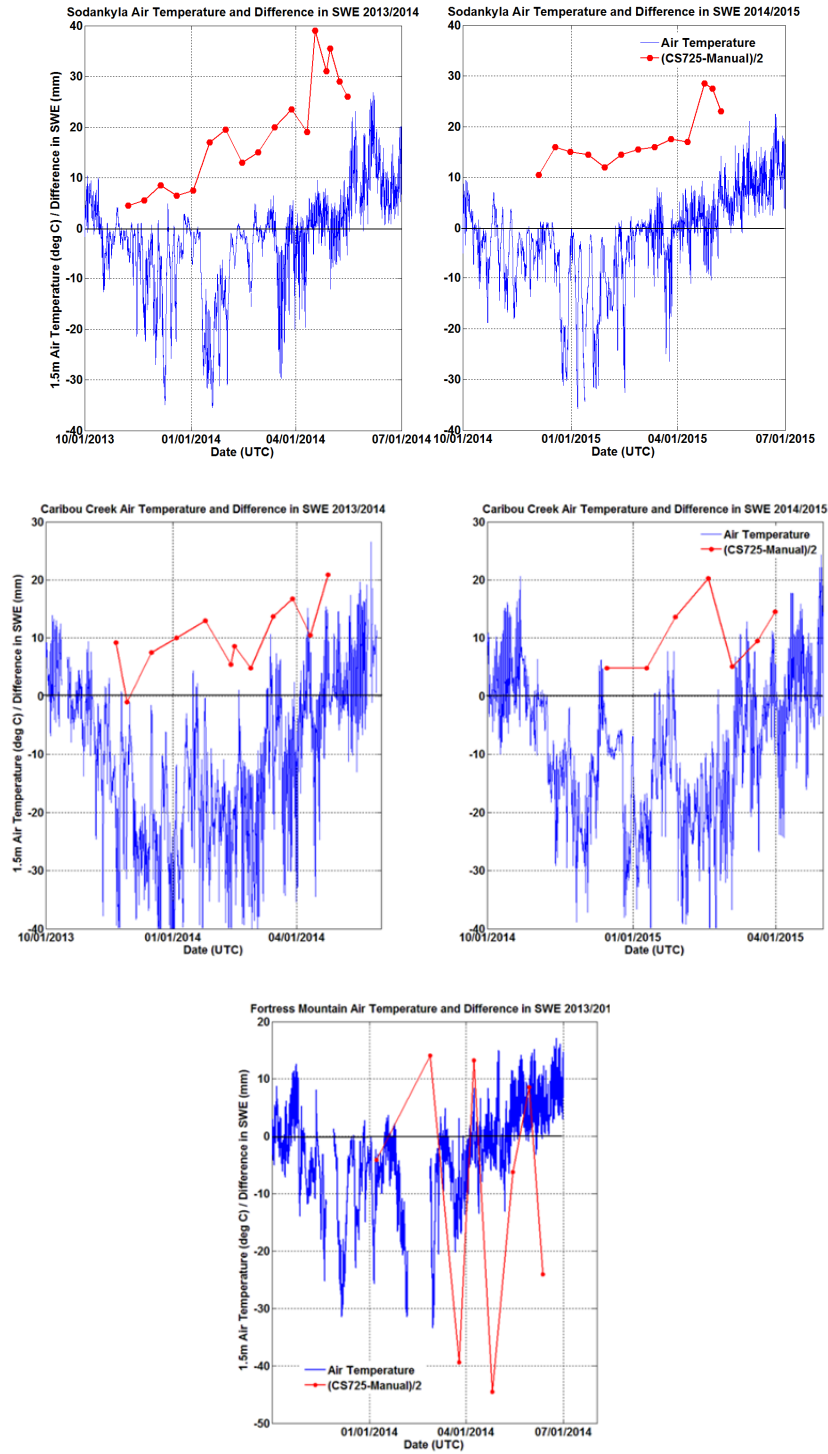 Sodankyla Air Temperature and Difference in SWE 2013/2014
40
30
20
10
0
-10
-20
-30
-40
1.5m Air Temperature (deg C) / Difference in SWE (mm)
10/01/2013 01/01/2014 04/01/2014 07/01/2014
Date (UTC)
Sodankyla Air Temperature and Difference in SWE 2014/2015
Air Temperature
(CS725-Manual)/2
40
30
20
10
0
-10
-20
-30
-40
10/01/2014 01/01/2015 04/01/2015 07/01/2015
Date (UTC)
Caribou Creek Air Temperature and Difference in SWE 2013/2014
30
20
10
0
-10
-20
-30
-40
1.5m Air Temperature (deg C) / Difference in SWE (mm)
10/01/2013 01/01/2014 04/01/2014
Date (UTC)
Caribou Creek Air Temperature and Difference in SWE 2014/2015
Air Temperature
(CS725-Manual)/2
30
20
10
0
-10
-20
-30
-40
10/01/2014 01/01/2015 04/01/2015
Date (UTC)
Fortress Mountain Air Temperature and Difference in SWE 2013/201
20
10
0
-10
-20
-30
-40
-50
1.5m Air Temperature (deg C) / Difference in SWE (mm)
Air Temperature
(CS725-Manual)/2
01/01/2014 04/01/2014 07/01/2014
Date (UTC)